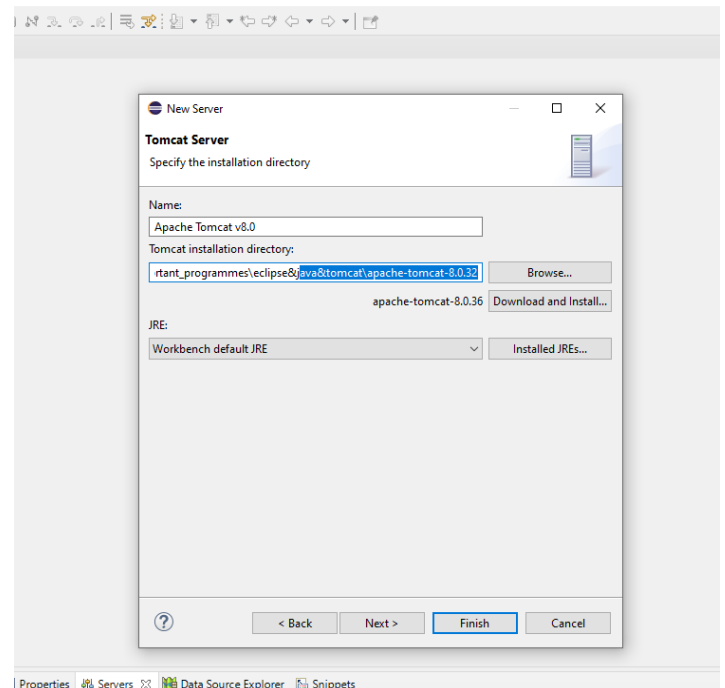 New Server
Tomcat Server
Specify the installation directory
Name:
Apache Tomcat v8.0
Tomcat installation directory:
rtant_programmes\eclipse&java&tomcat\apache-tomcat-8.0.32
Browse...
apache-tomcat-8.0.36
Download and Install...
JRE:
Workbench default JRE
Installed JREs...
?
< Back
Next >
Finish
Cancel
Properties
Servers
Data Source Explorer
Snippets